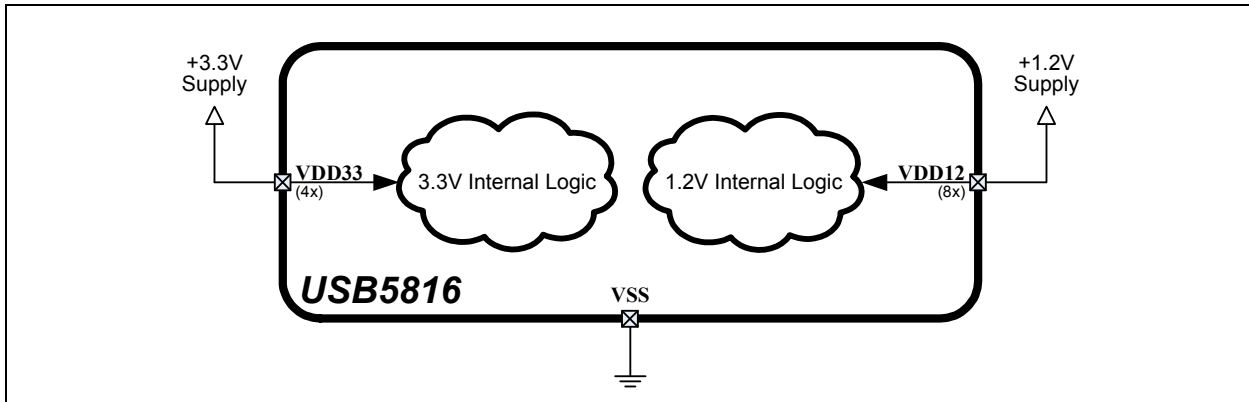 +3.3V
Supply
+1.2V
Supply
VDD33
(4x)
3.3V Internal Logic
1.2V Internal Logic
VDD12
(8x)
USB5816
VSS